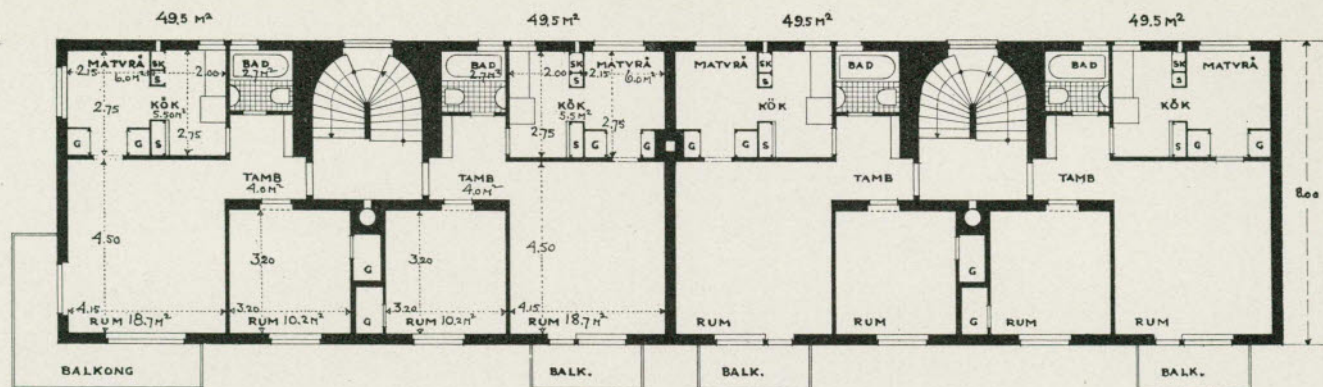 49.5 M² 49.5 M² 49.5 M² 49.5 M²
MATVRÅ SK BAD BAD SK MATVRÅ MATVRÅ SK BAD BAD SK MATVRÅ
2.15 6.0 M² S 2.00 2.7 M² 2.7 M² 2.00 S 2.15 6.0 M² S S
KÖK KÖK KÖK KÖK
2.75 5.50 M² 2.75 2.75 5.5 M² 2.75
G G S S G G G G S S G G
TAMB TAMB TAMB TAMB
4.0 M² 4.0 M²
8.00
4.50 3.20 3.20 4.50
G G
4.15 3.20 3.20 4.15
RUM 18.7 M² RUM 10.2 M² G RUM 10.2 M² RUM 18.7 M² RUM RUM G RUM RUM
BALKONG BALK. BALK. BALK.